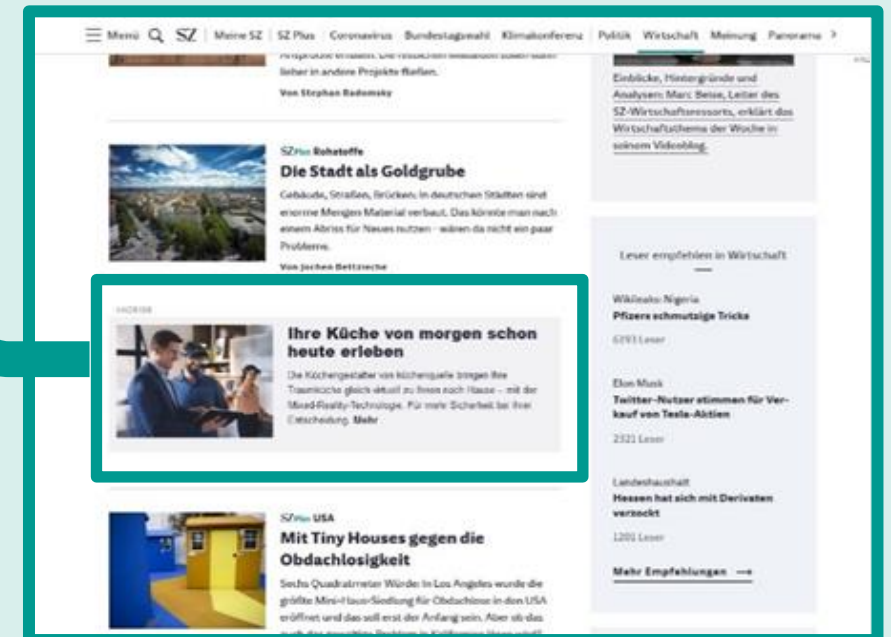 Menü SZ Meine SZ SZ Plus Coronavirus Bundestagswahl Klimakonferenz Politik Wirtschaft Meinung Panorama
lieber in andere Projekte fließen.
Von Stephan Radomsky
SZPlus Rohstoffe
Die Stadt als Goldgrube
Gebäude, Straßen, Brücken: In deutschen Städten sind
enorme Mengen Material verbaut. Das könnte man nach
einem Abriss für Neues nutzen - wären da nicht ein paar
Probleme.
Von Jochen Bettzieche
ANZEIGE
Ihre Küche von morgen schon
heute erleben
Die Küchengestalter von küchenquelle bringen Ihre
Traumküche gleich virtuell zu Ihnen nach Hause – mit der
Mixed-Reality-Technologie. Für mehr Sicherheit bei Ihrer
Entscheidung. Mehr
SZPlus USA
Mit Tiny Houses gegen die
Obdachlosigkeit
Sechs Quadratmeter Würde: In Los Angeles wurde die
größte Mini-Haus-Siedlung für Obdachlose in den USA
eröffnet und das soll erst der Anfang sein. Aber ob das
Einblicke, Hintergründe und
Analysen: Marc Beise, Leiter des
SZ-Wirtschaftsressorts, erklärt das
Wirtschaftsthema der Woche in
seinem Videoblog.
Leser empfehlen in Wirtschaft
Wikileaks: Nigeria
Pfizers schmutzige Tricke
6293 Leser
Elon Musk
Twitter-Nutzer stimmen für Ver-
kauf von Tesla-Aktien
2321 Leser
Landeshaushalt
Hessen hat sich mit Derivaten
verzockt
1201 Leser
Mehr Empfehlungen →